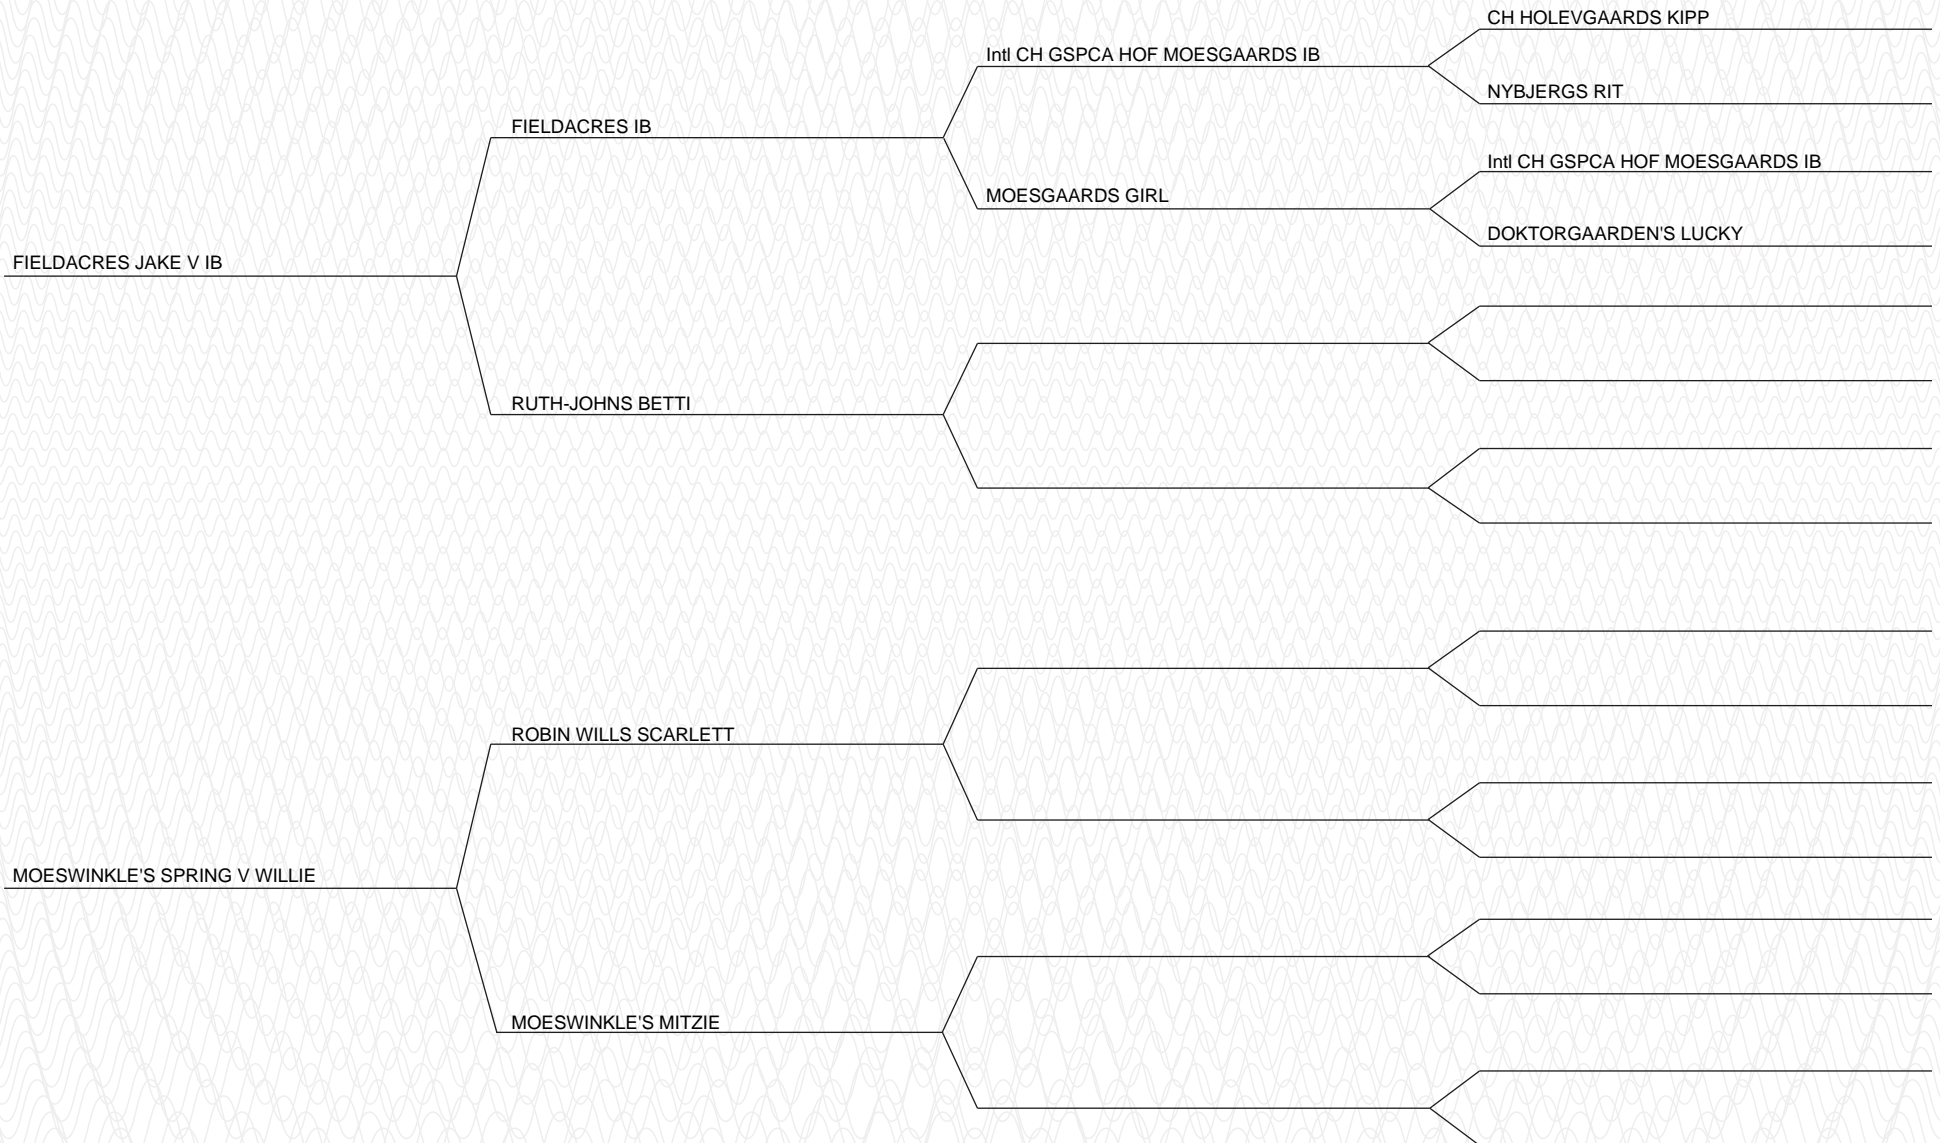 CH HOLEVGAARDS KIPP
Intl CH GSPCA HOF MOESGAARDS IB
NYBJERGS RIT
FIELDACRES IB
Intl CH GSPCA HOF MOESGAARDS IB
MOESGAARDS GIRL
DOKTORGAARDEN'S LUCKY
FIELDACRES JAKE V IB
RUTH-JOHNS BETTI
ROBIN WILLS SCARLETT
MOESWINKLE'S SPRING V WILLIE
MOESWINKLE'S MITZIE